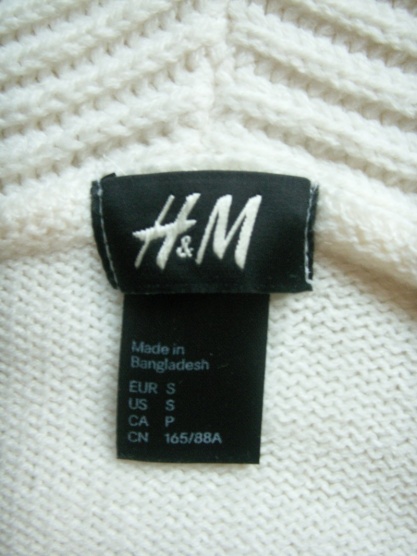 H&M
Made in
Bangladesh
EUR S
US S
CA P
CN 165/88A